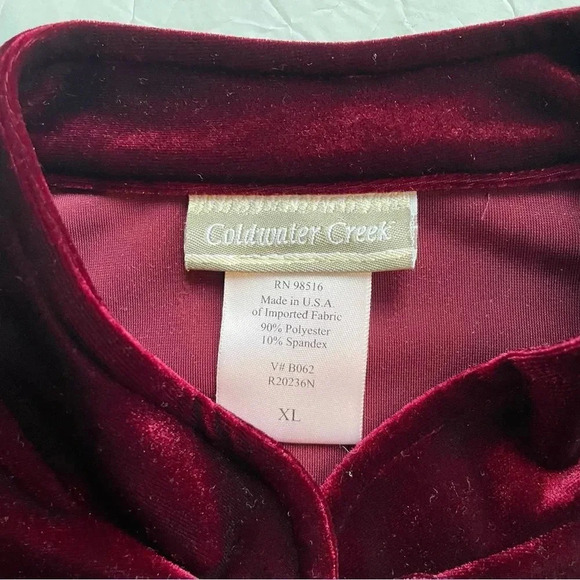 Coldwater Creek
RN 98516
Made in U.S.A.
of Imported Fabric
90% Polyester
10% Spandex
V# B062
R20236N
XL